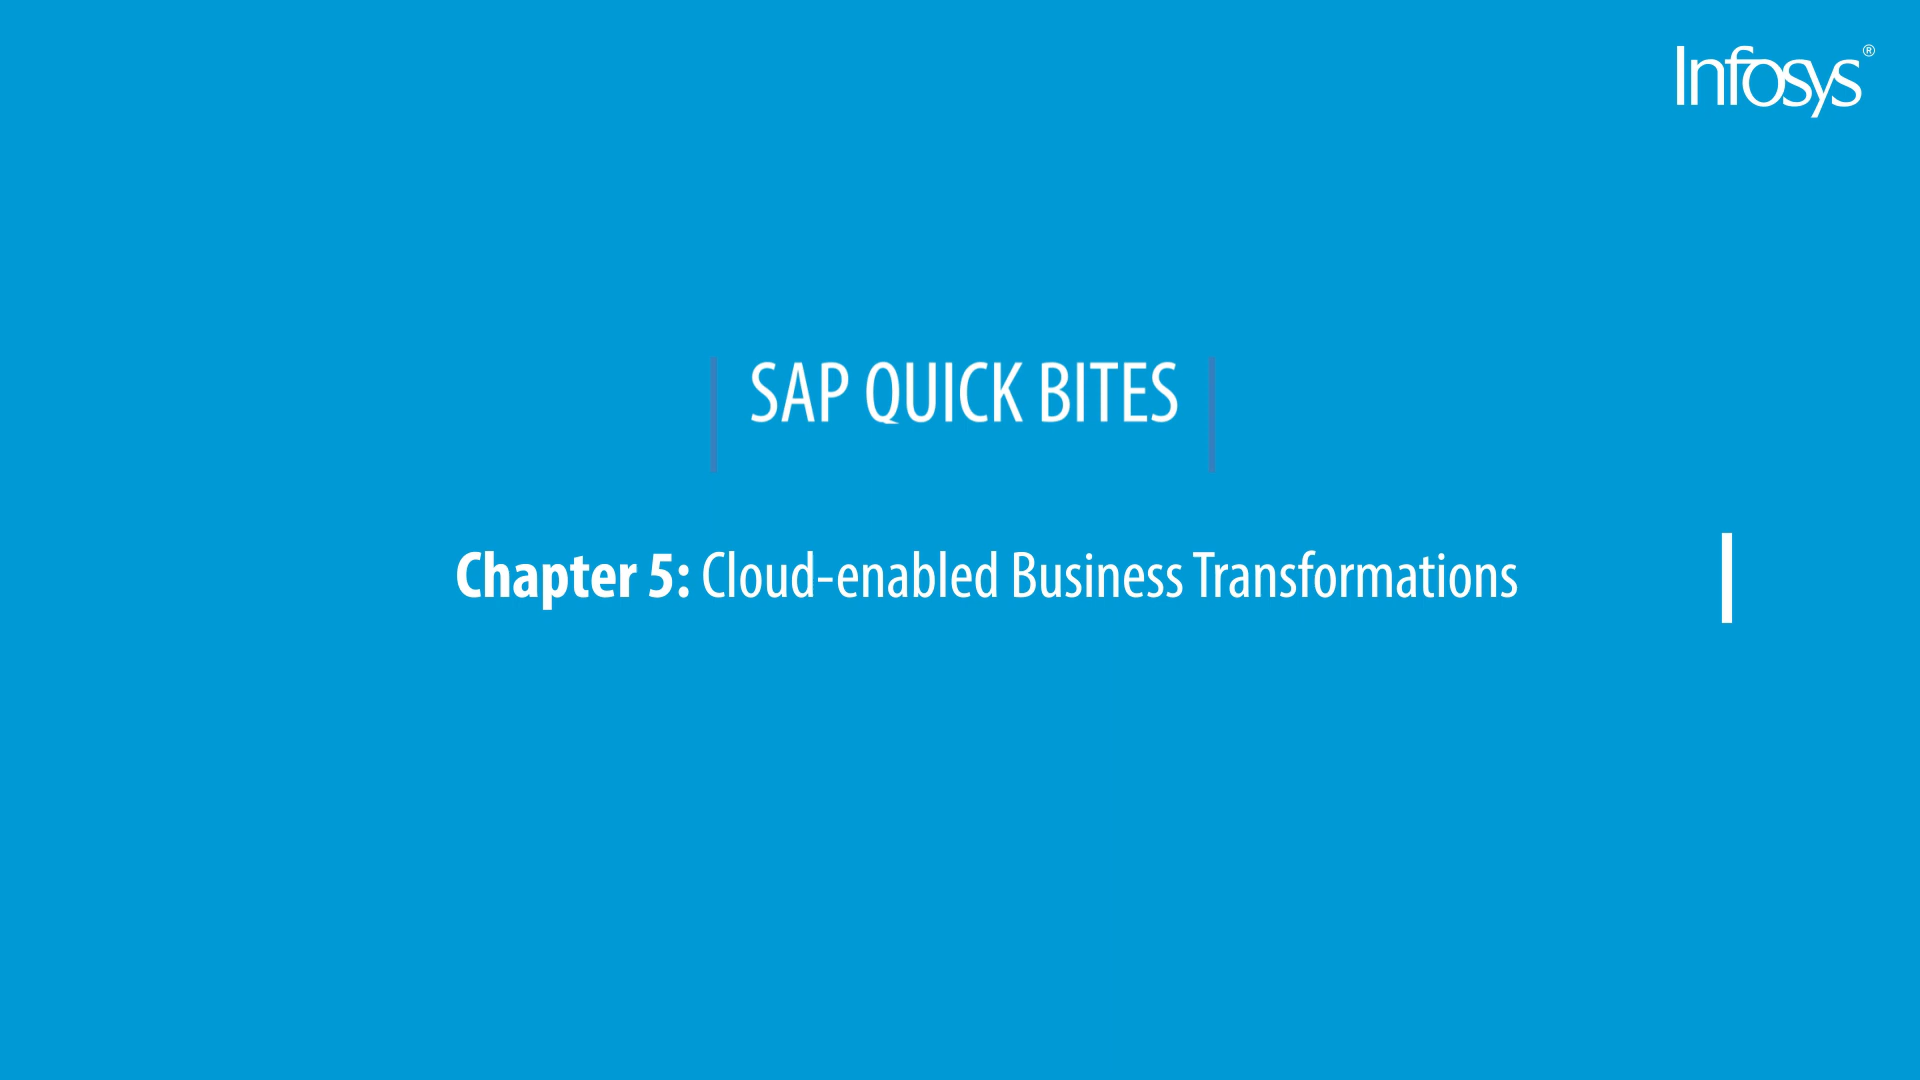 Infosys®
SAP QUICK BITES
Chapter 5: Cloud-enabled Business Transformations